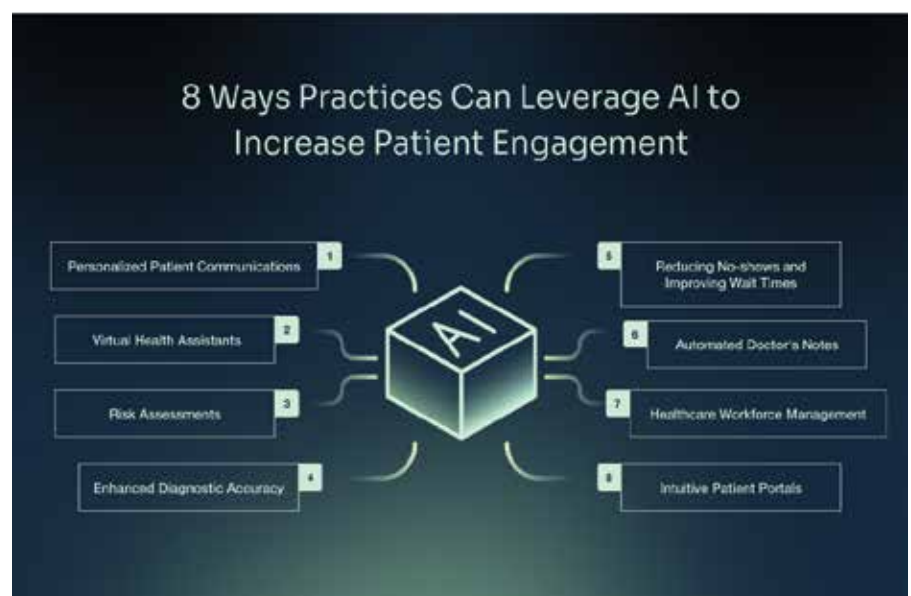 8 Ways Practices Can Leverage AI to
Increase Patient Engagement
1
Personalized Patient Communications
2
Virtual Health Assistants
3
Risk Assessments
4
Enhanced Diagnostic Accuracy
AI
5
Reducing No-shows and
Improving Wait Times
6
Automated Doctor's Notes
7
Healthcare Workforce Management
8
Intuitive Patient Portals